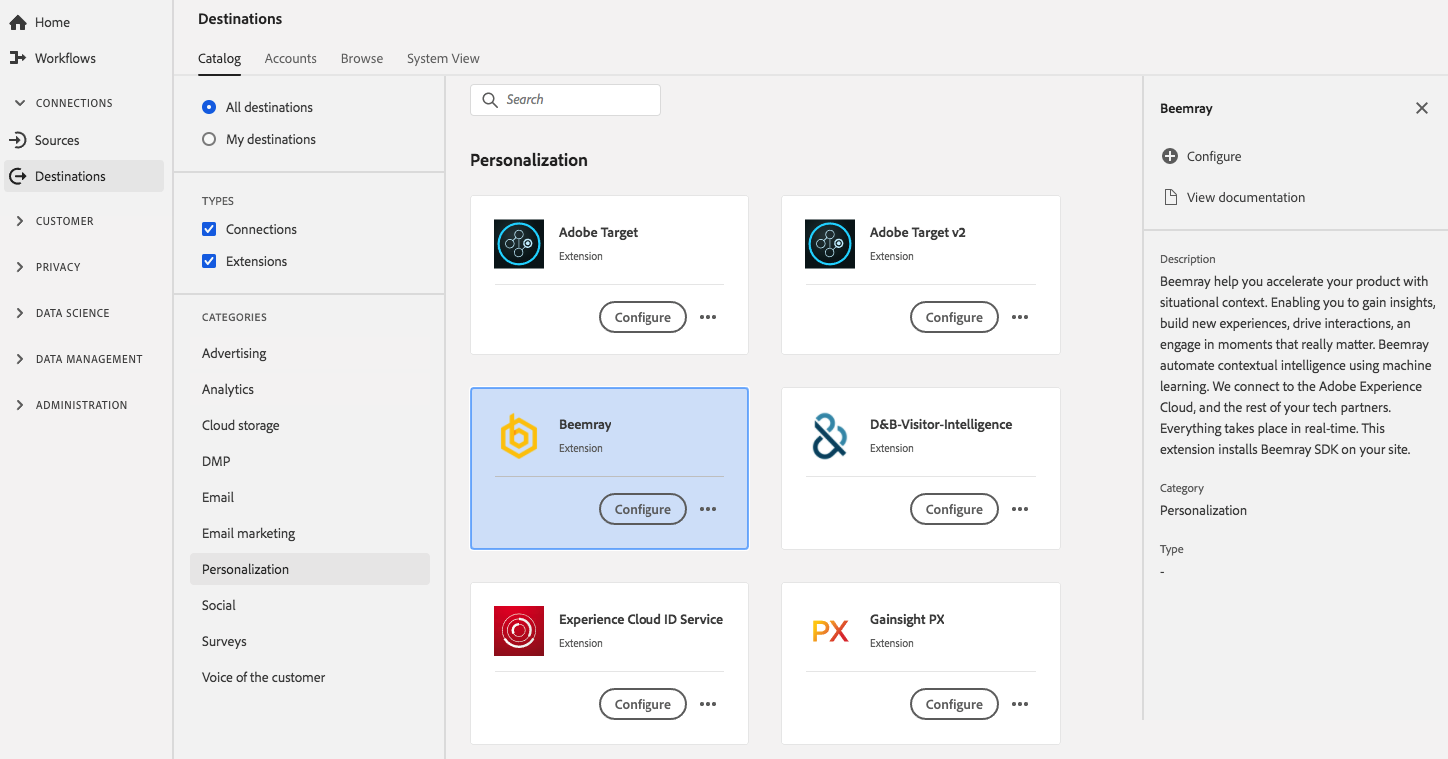 Home
Workflows
CONNECTIONS
Sources
Destinations
CUSTOMER
PRIVACY
DATA SCIENCE
DATA MANAGEMENT
ADMINISTRATION
Destinations
Catalog Accounts Browse System View
All destinations
My destinations
TYPES
Connections
Extensions
CATEGORIES
Advertising
Analytics
Cloud storage
DMP
Email
Email marketing
Personalization
Social
Surveys
Voice of the customer
Search
Personalization
Adobe Target
Extension
Configure
Adobe Target v2
Extension
Configure
b
Beemray
Extension
Configure
&
D&B-Visitor-Intelligence
Extension
Configure
Experience Cloud ID Service
Extension
Configure
PX
Gainsight PX
Extension
Configure
Beemray
Configure
View documentation
Description
Beemray help you accelerate your product with
situational context. Enabling you to gain insights,
build new experiences, drive interactions, an
engage in moments that really matter. Beemray
automate contextual intelligence using machine
learning. We connect to the Adobe Experience
Cloud, and the rest of your tech partners.
Everything takes place in real-time. This
extension installs Beemray SDK on your site.
Category
Personalization
Type
-